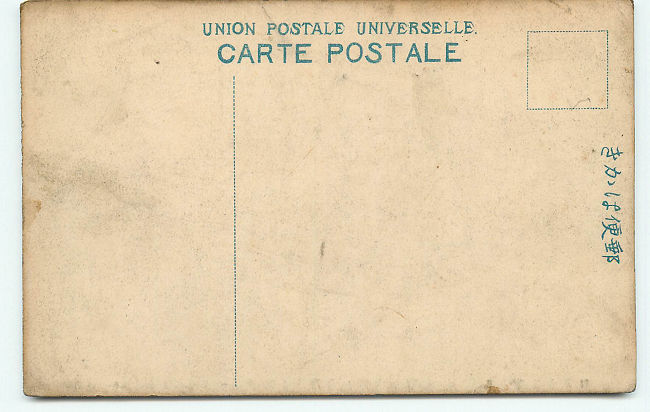 UNION POSTALE UNIVERSELLE.
CARTE POSTALE
郵便はかき